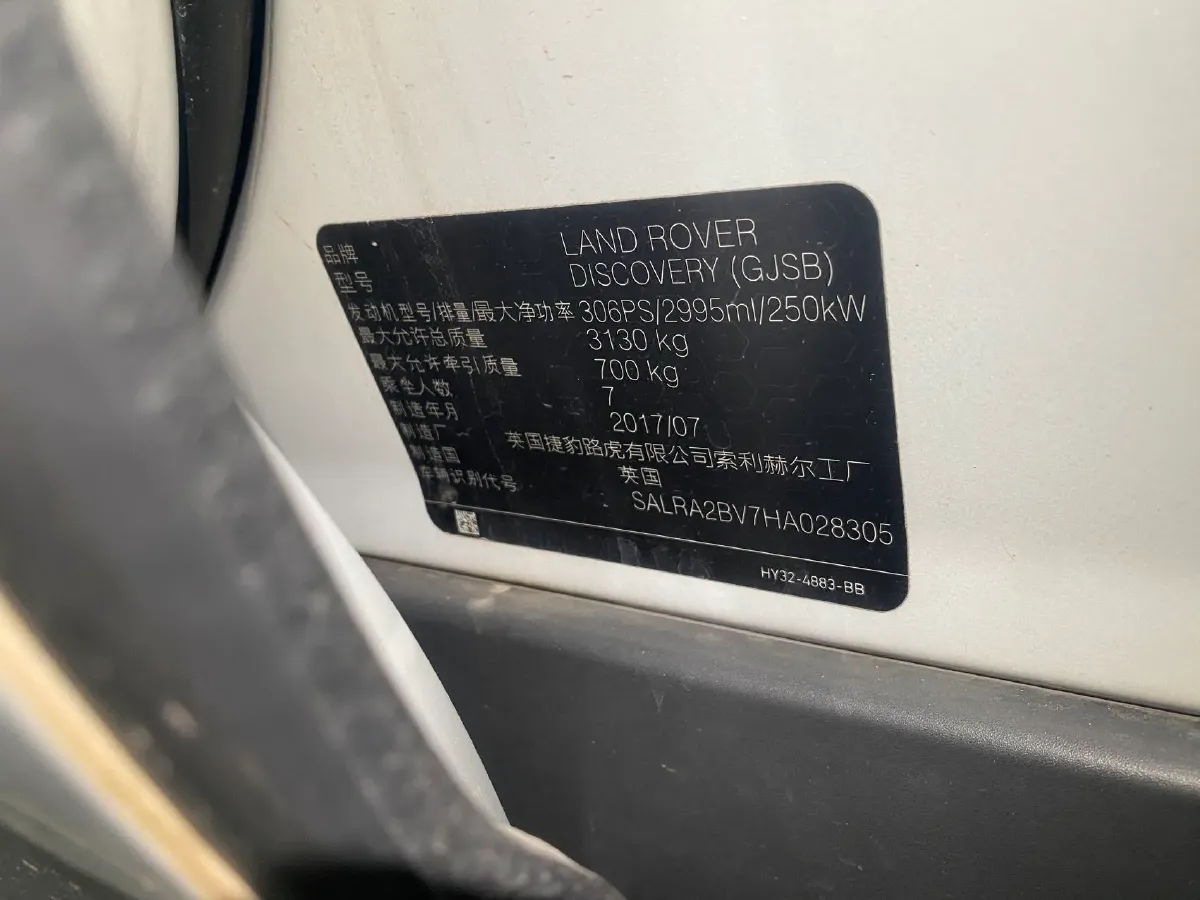 品牌 LAND ROVER
型号 DISCOVERY (GJSB)
发动机型号/排量/最大净功率 306PS/2995ml/250kW
最大允许总质量 3130 kg
最大允许牵引质量 700 kg
乘坐人数 7
制造年月 2017/07
制造厂 英国捷豹路虎有限公司索利赫尔工厂
制造国 英国
车辆识别代号 SALRA2BV7HA028305
HY32-4883-BB